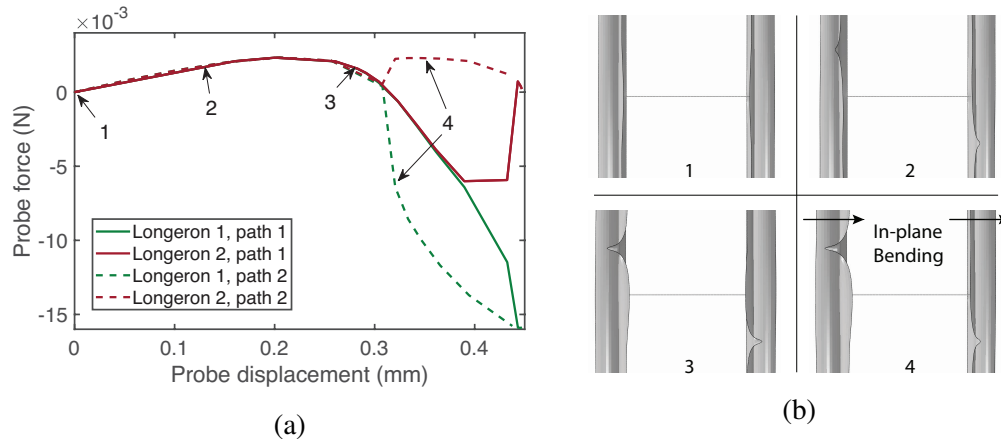 (a)
×10⁻³
0
-5
-10
-15
Probe force (N)
1
2
3
4
Longeron 1, path 1
Longeron 2, path 1
Longeron 1, path 2
Longeron 2, path 2
0 0.1 0.2 0.3 0.4
Probe displacement (mm)
(a)
(b)
1 2
In-plane
Bending
3 4
(b)